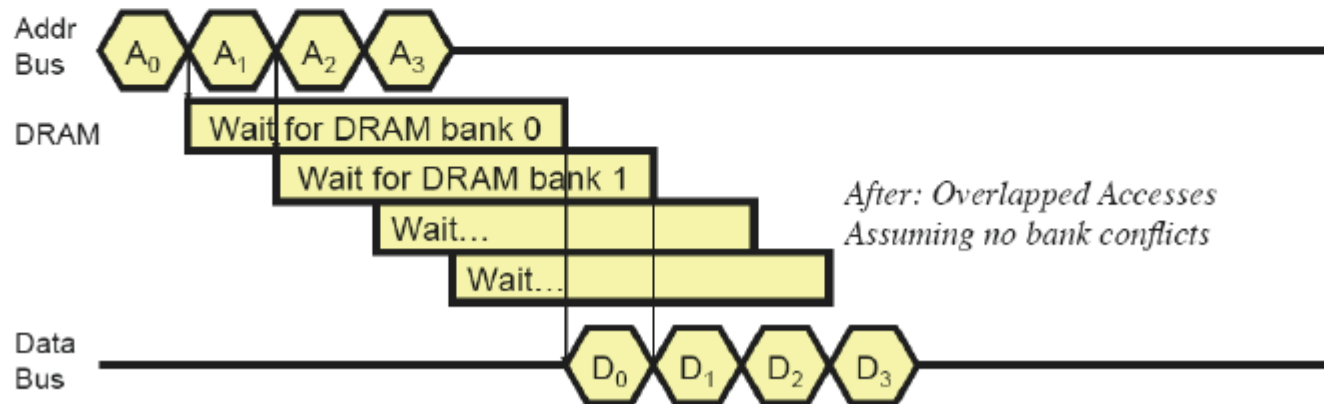 Addr
Bus
A0 A1 A2 A3
DRAM
Wait for DRAM bank 0
Wait for DRAM bank 1
Wait...
Wait...
After: Overlapped Accesses
Assuming no bank conflicts
Data
Bus
D0 D1 D2 D3